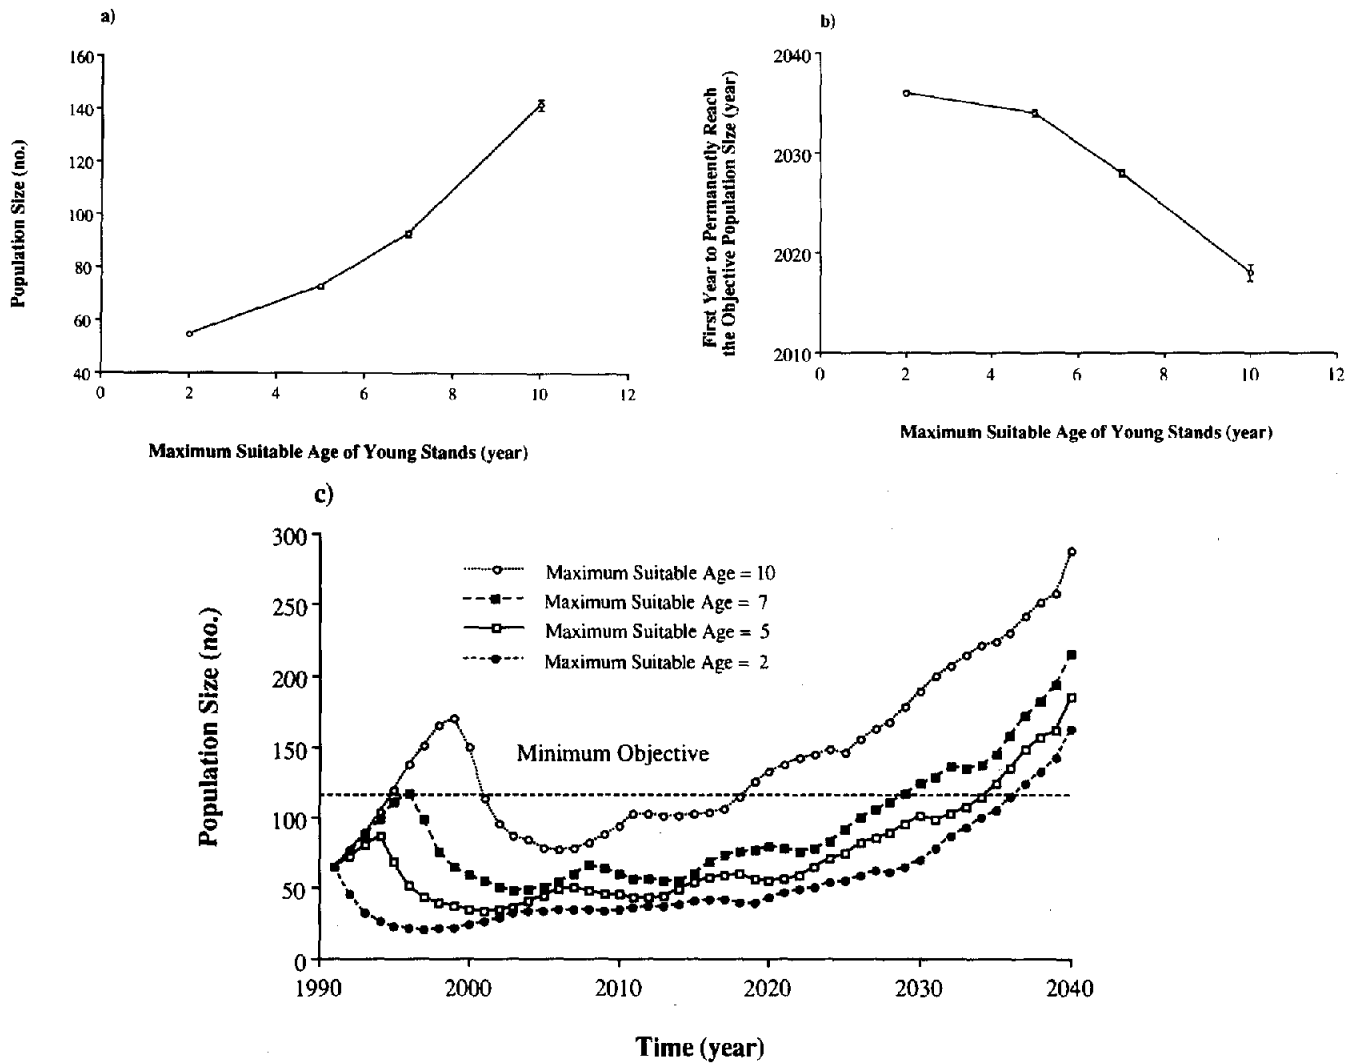 a)
160
140
120
100
80
60
40
0
2
4
6
8
10
12
Population Size (no.)
Maximum Suitable Age of Young Stands (year)
b)
2040
2030
2020
2010
0
2
4
6
8
10
12
First Year to Permanently Reach
the Objective Population Size (year)
Maximum Suitable Age of Young Stands (year)
c)
300
250
200
150
100
50
0
Population Size (no.)
Maximum Suitable Age = 10
Maximum Suitable Age = 7
Maximum Suitable Age = 5
Maximum Suitable Age = 2
Minimum Objective
1990
2000
2010
2020
2030
2040
Time (year)